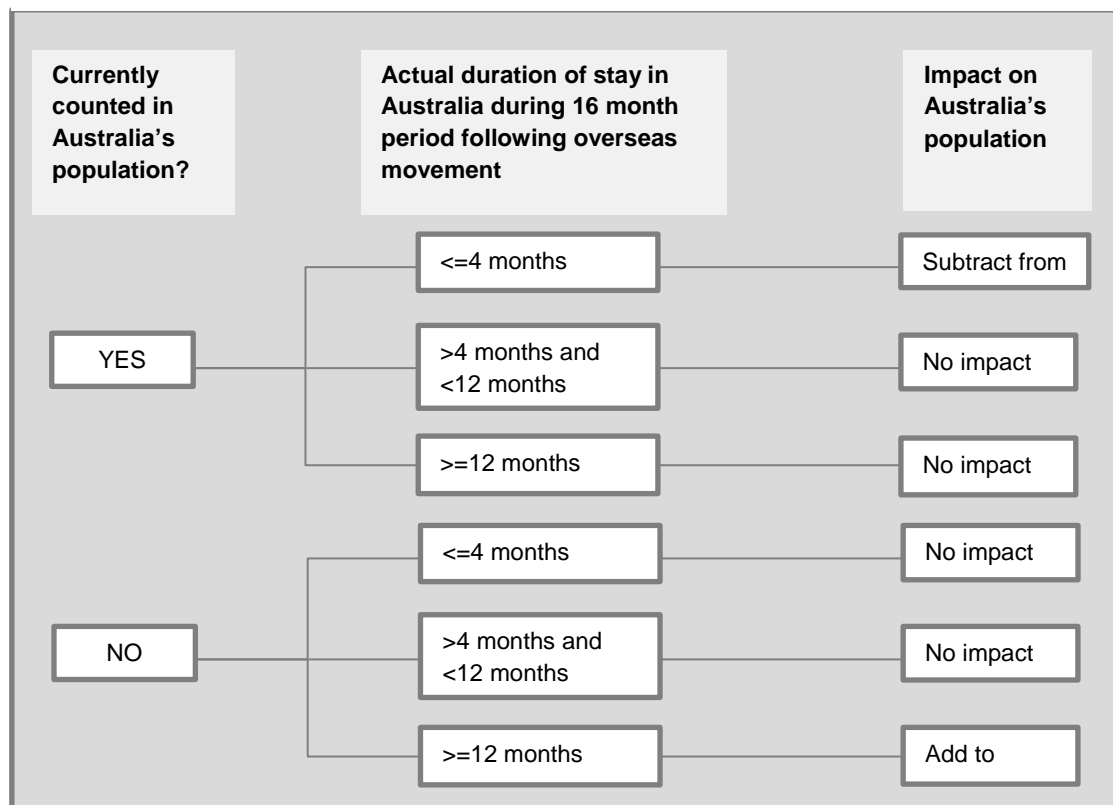 Currently
counted in
Australia’s
population?
Actual duration of stay in
Australia during 16 month
period following overseas
movement
Impact on
Australia’s
population
YES
<=4 months
Subtract from
>4 months and
<12 months
No impact
>=12 months
No impact
NO
<=4 months
No impact
>4 months and
<12 months
No impact
>=12 months
Add to